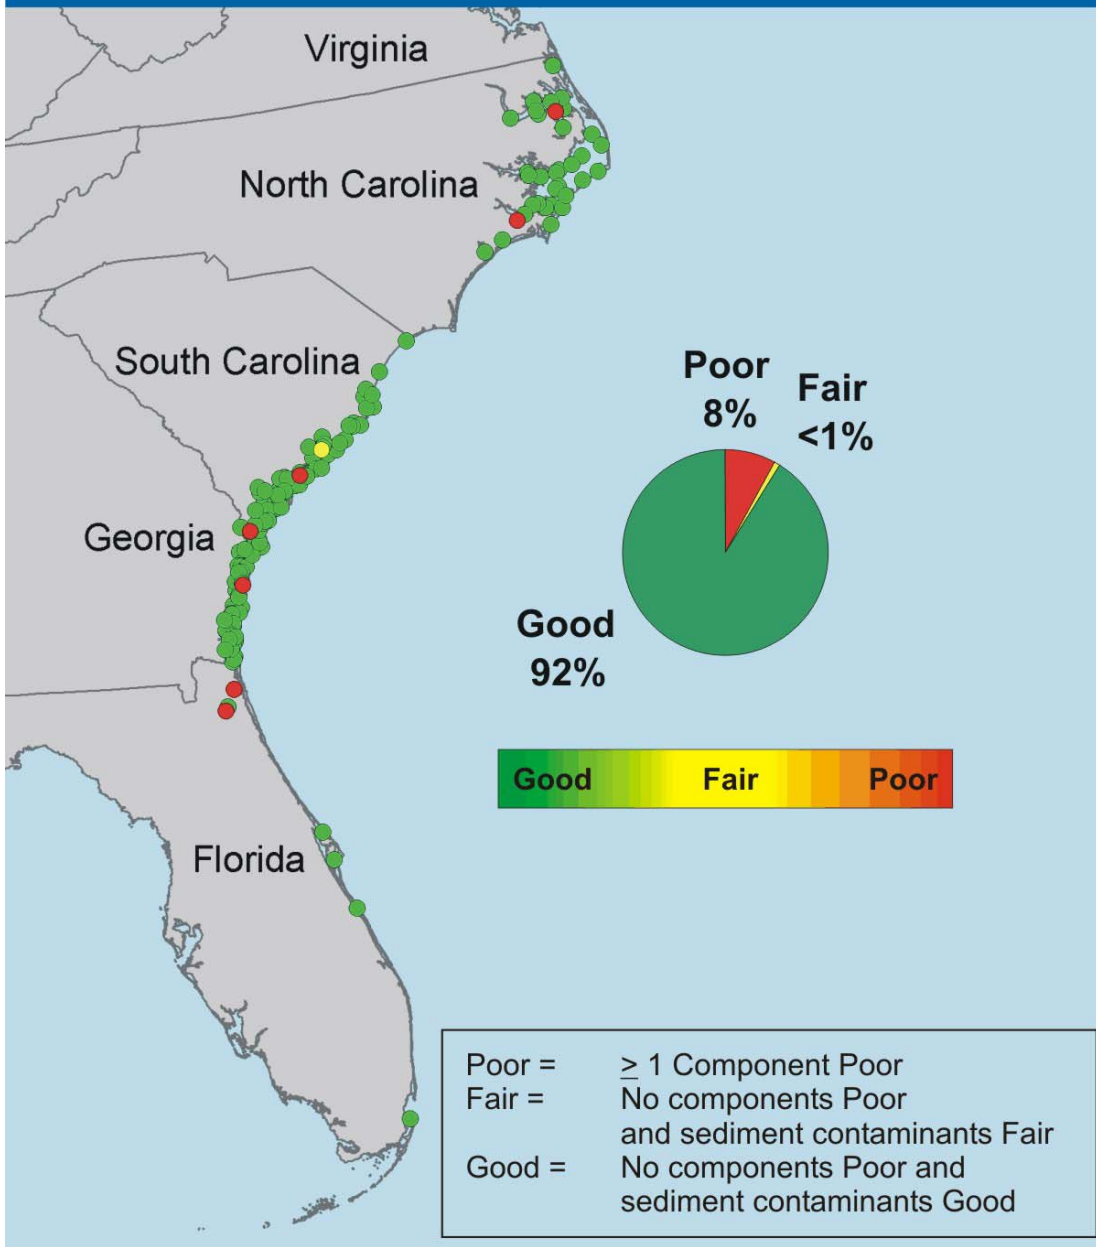 Virginia
North Carolina
South Carolina
Georgia
Florida
Poor
8%
Fair
<1%
Good
92%
Good Fair Poor
Poor = ≥ 1 Component Poor
Fair = No components Poor
and sediment contaminants Fair
Good = No components Poor and
sediment contaminants Good